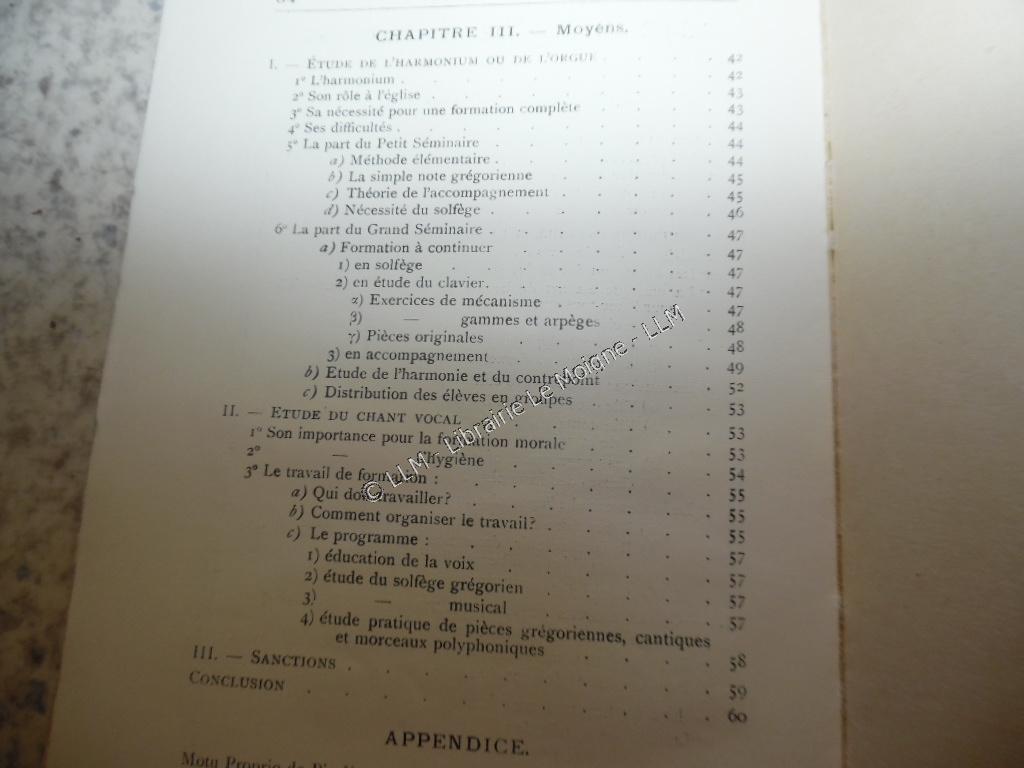 CHAPITRE III. — Moyens.
I. — ÉTUDE DE L'HARMONIUM OU DE L'ORGUE . . . . 42
1° L'harmonium . . . . . . . . 42
2° Son rôle à l'église . . . . . . . . 43
3° Sa nécessité pour une formation complète . . . . 43
4° Ses difficultés . . . . . . . . 44
5° La part du Petit Séminaire . . . . . . 44
a) Méthode élémentaire . . . . . . 44
b) La simple note grégorienne . . . . . 45
c) Théorie de l'accompagnement . . . . . 45
d) Nécessité du solfège . . . . . . 46
6° La part du Grand Séminaire . . . . . . 47
a) Formation à continuer . . . . . . 47
1) en solfège . . . . . . . 47
2) en étude du clavier . . . . . . 47
α) Exercices de mécanisme . . . . . 47
β) — gammes et arpèges . . . 48
γ) Pièces originales . . . . . . 48
3) en accompagnement . . . . . . 49
b) Etude de l'harmonie et du contrepoint . . . 52
c) Distribution des élèves en groupes . . . . 53
II. — ETUDE DU CHANT VOCAL . . . . . . 53
1° Son importance pour la formation morale . . . . 53
2° — l'hygiène . . . . . . 54
3° Le travail de formation : . . . . . . 55
a) Qui doit travailler ? . . . . . . 55
b) Comment organiser le travail ? . . . . . 55
c) Le programme : . . . . . . 57
1) éducation de la voix . . . . . . 57
2) étude du solfège grégorien . . . . . 57
3) — musical . . . . . 57
4) étude pratique de pièces grégoriennes, cantiques
et morceaux polyphoniques . . . . 58
III. — SANCTIONS . . . . . . . . . 59
CONCLUSION . . . . . . . . . . 60
APPENDICE.
Motu Proprio de
© LLM - Librairie Le Moigne - LLM